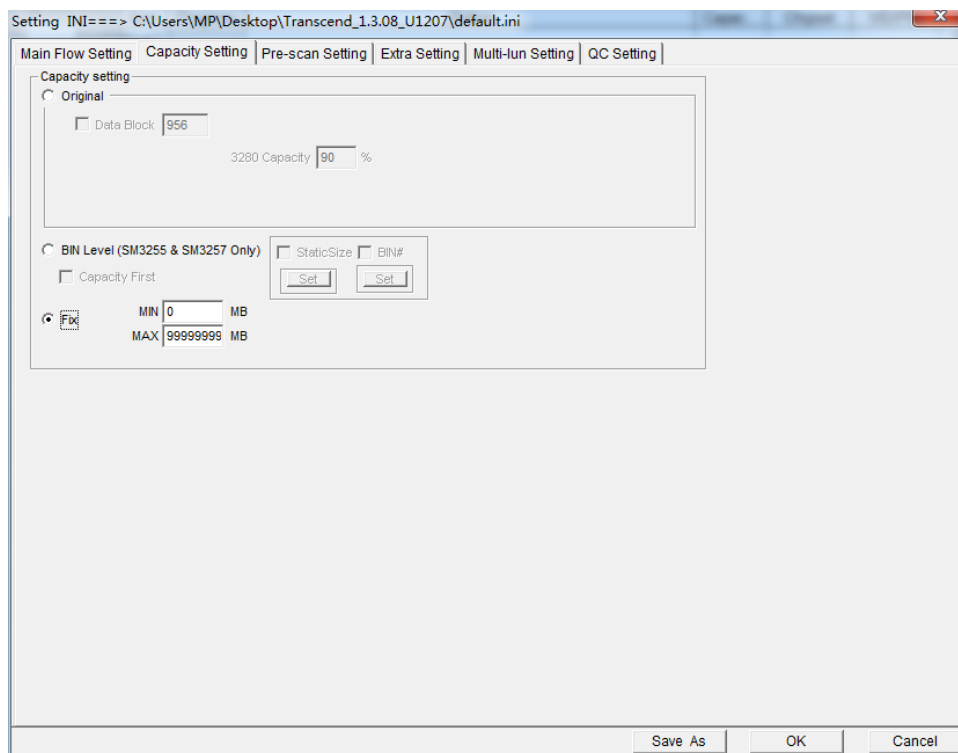 Setting INI===> C:\Users\MP\Desktop\Transcend_1.3.08_U1207\default.ini
Main Flow Setting Capacity Setting Pre-scan Setting Extra Setting Multi-lun Setting QC Setting
Capacity setting
Original
Data Block 956
3280 Capacity 90 %
BIN Level (SM3255 & SM3257 Only) StaticSize BIN#
Capacity First Set Set
MIN 0 MB
Fix
MAX 99999999 MB
Save As OK Cancel